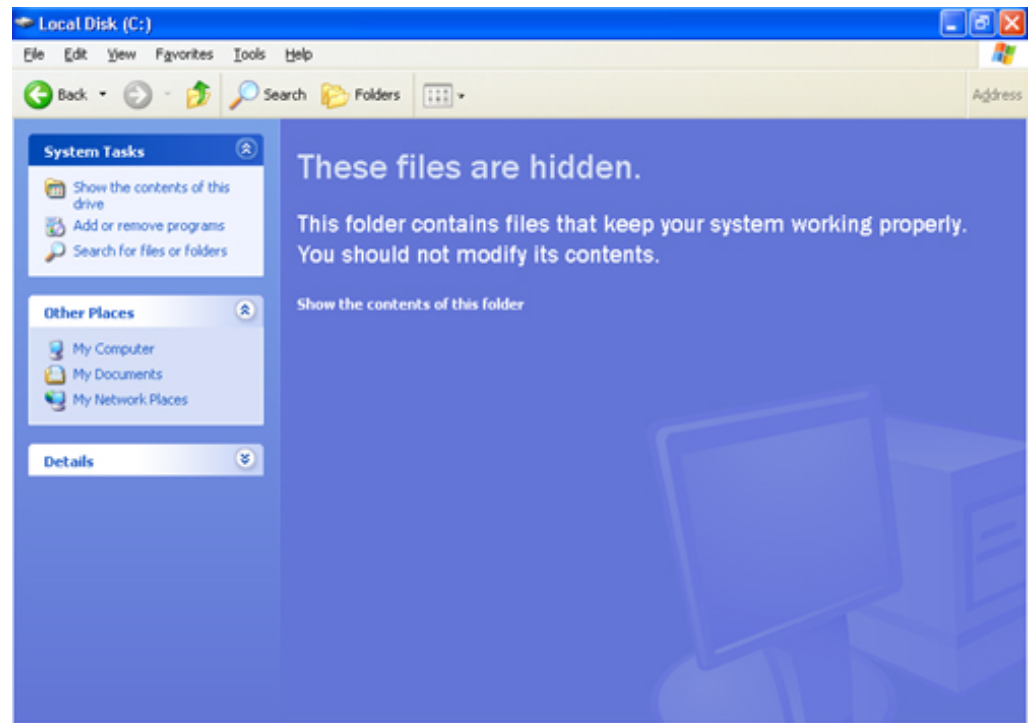 Local Disk (C:)
File Edit View Favorites Tools Help
Back Search Folders Address
System Tasks
Show the contents of this
drive
Add or remove programs
Search for files or folders
Other Places
My Computer
My Documents
My Network Places
Details
These files are hidden.
This folder contains files that keep your system working properly.
You should not modify its contents.
Show the contents of this folder